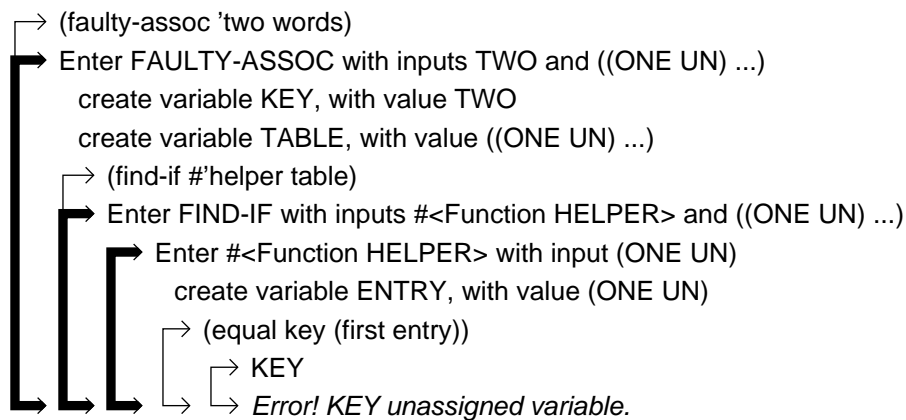 (faulty-assoc ’two words)
Enter FAULTY-ASSOC with inputs TWO and ((ONE UN) ...)
create variable KEY, with value TWO
create variable TABLE, with value ((ONE UN) ...)
(find-if #’helper table)
Enter FIND-IF with inputs #<Function HELPER> and ((ONE UN) ...)
Enter #<Function HELPER> with input (ONE UN)
create variable ENTRY, with value (ONE UN)
(equal key (first entry))
KEY
Error! KEY unassigned variable.